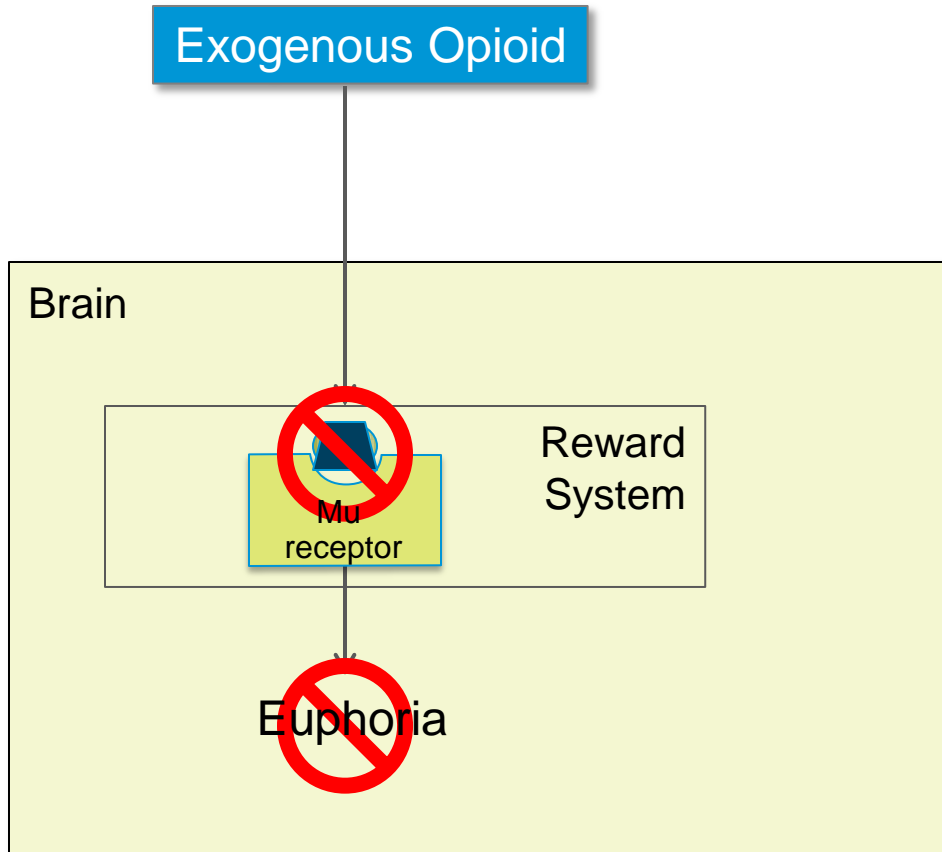 Exogenous Opioid
Brain
Reward
System
Mu
receptor
Euphoria